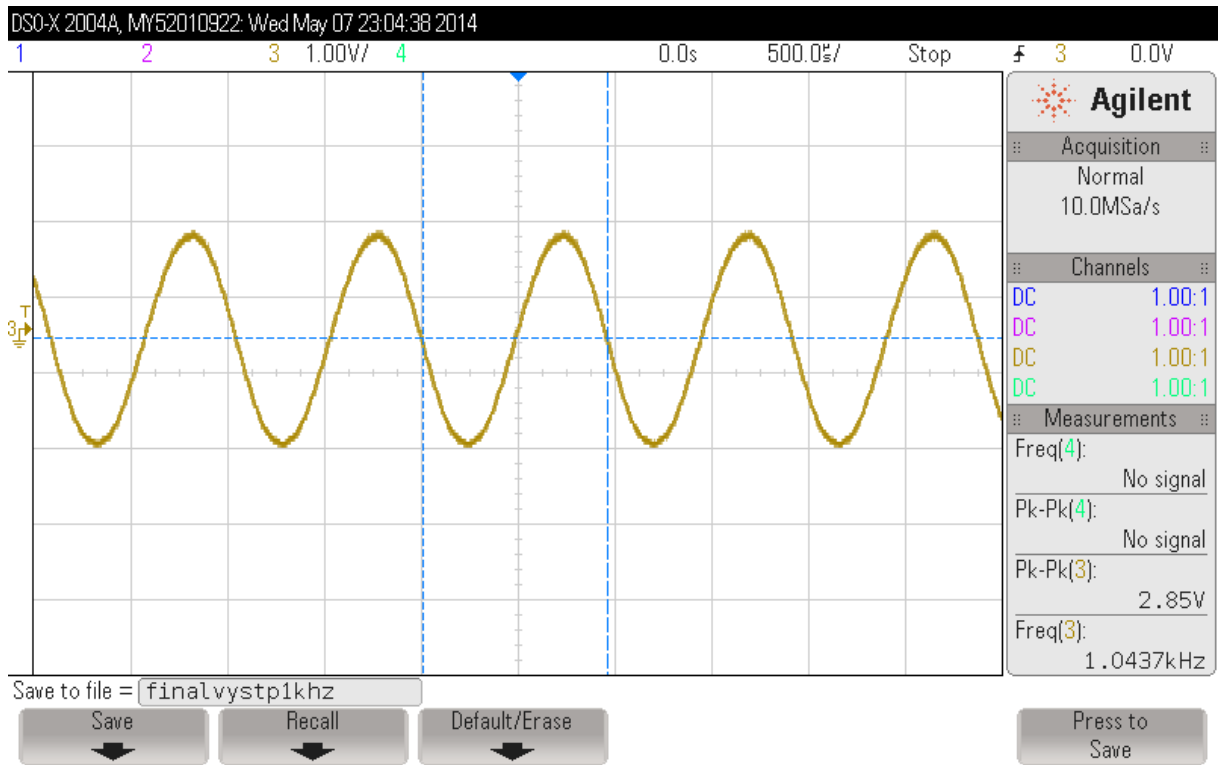 DSO-X 2004A, MY52010922: Wed May 07 23:04:38 2014
1 2 3 1.00V/ 4 0.0s 500.0µs/ Stop 3 0.0V
Agilent
Acquisition
Normal
10.0MSa/s
Channels
DC 1.00:1
DC 1.00:1
DC 1.00:1
DC 1.00:1
Measurements
Freq(4):
No signal
Pk-Pk(4):
No signal
Pk-Pk(3):
2.85V
Freq(3):
1.0437kHz
T
3
Save to file = finalvystp1khz
Save Recall Default/Erase Press to
Save